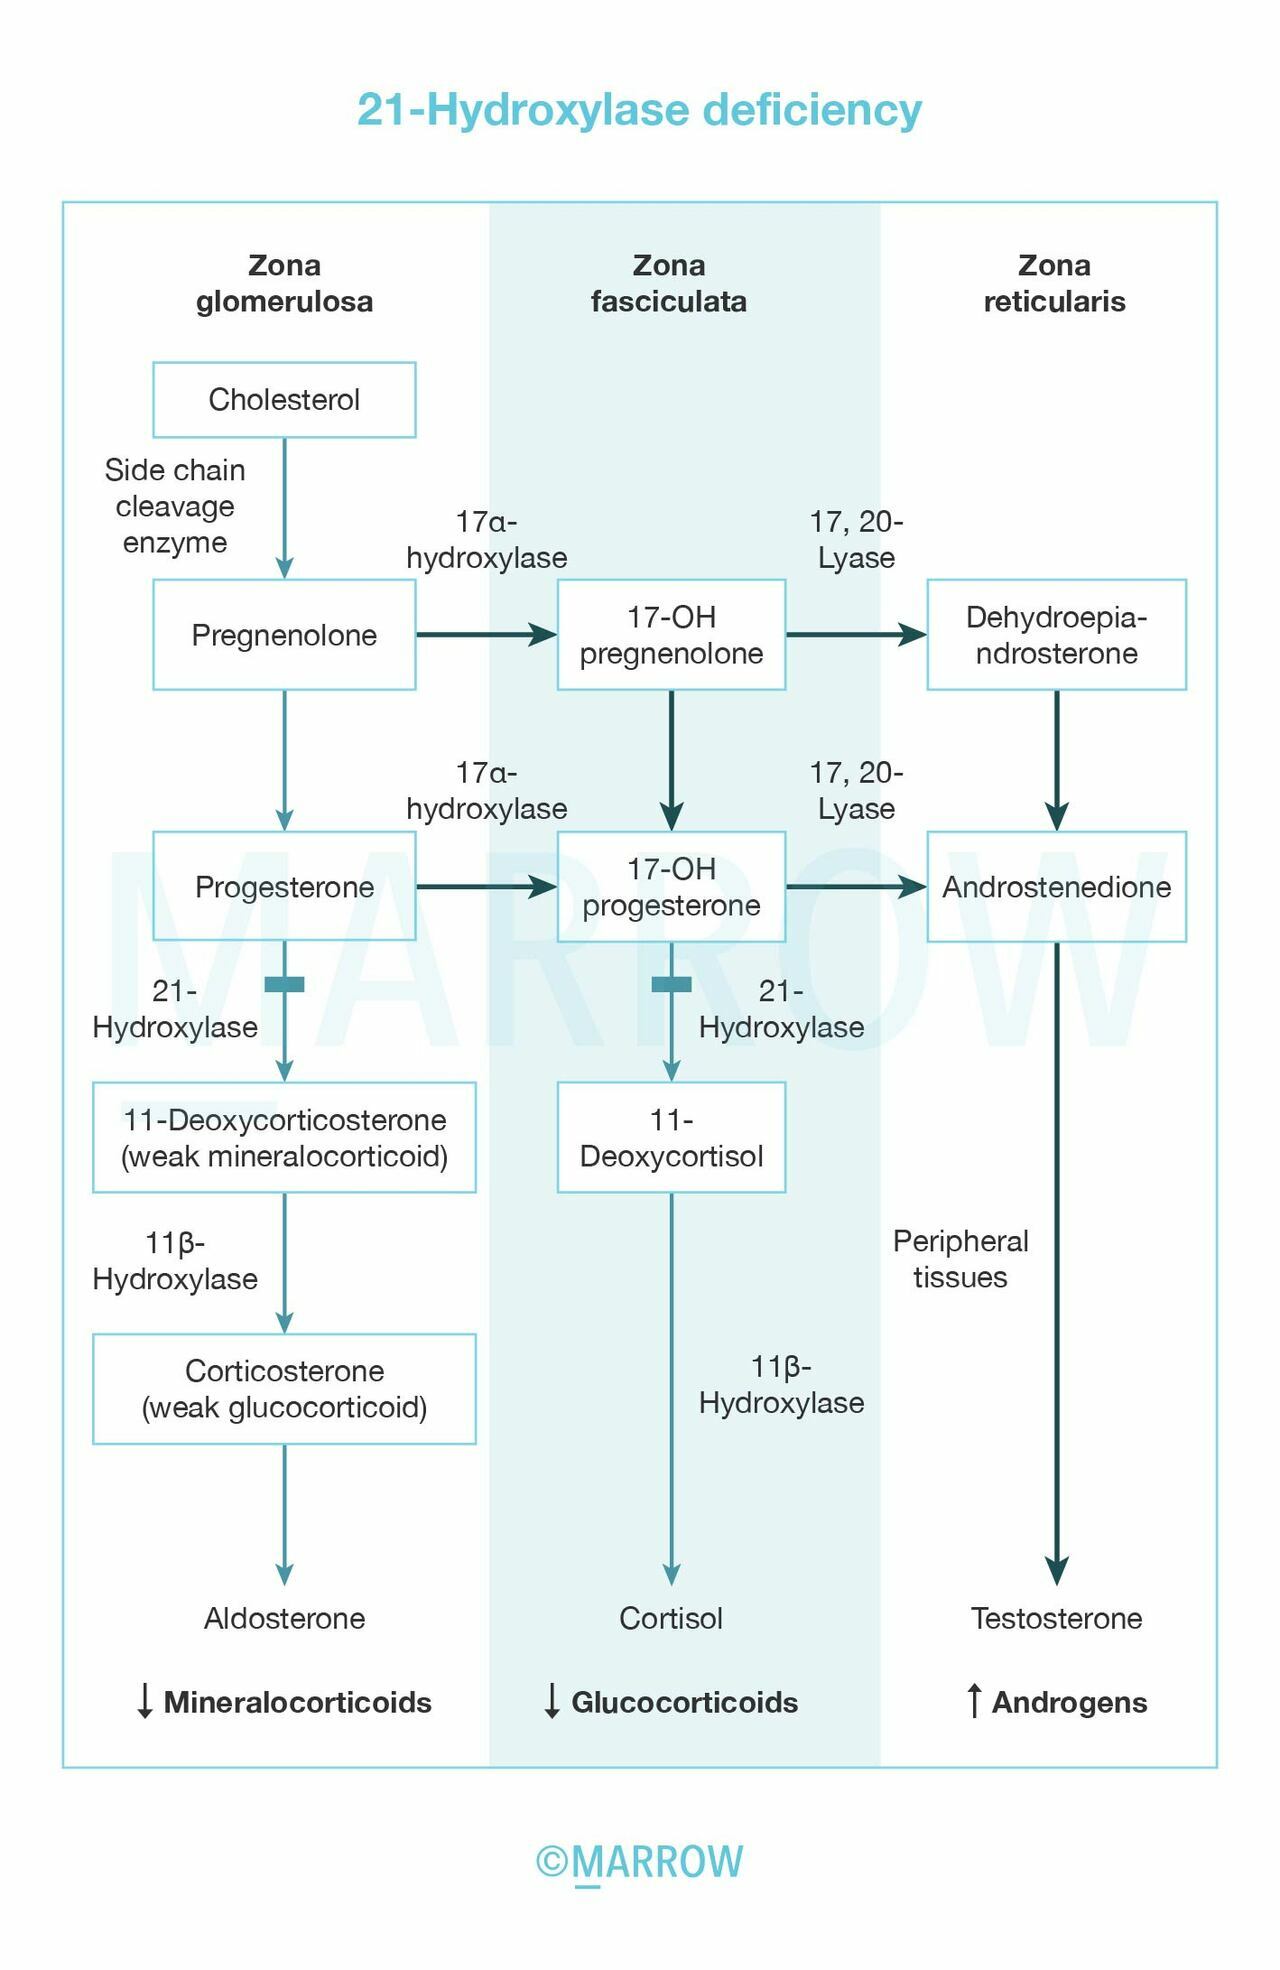 21-Hydroxylase deficiency
Zona
glomerulosa
Zona
fasciculata
Zona
reticularis
Cholesterol
Side chain
cleavage
enzyme
17α-
hydroxylase
17, 20-
Lyase
Pregnenolone
17-OH
pregnenolone
Dehydroepia-
ndrosterone
17α-
hydroxylase
17, 20-
Lyase
Progesterone
17-OH
progesterone
Androstenedione
MARROW
21-
Hydroxylase
21-
Hydroxylase
11-Deoxycorticosterone
(weak mineralocorticoid)
11-
Deoxycortisol
11β-
Hydroxylase
Peripheral
tissues
Corticosterone
(weak glucocorticoid)
11β-
Hydroxylase
Aldosterone
Cortisol
Testosterone
↓ Mineralocorticoids
↓ Glucocorticoids
↑ Androgens
©MARROW